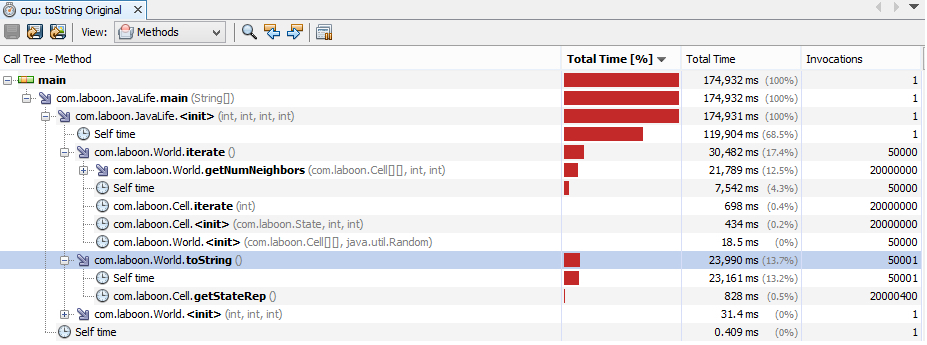 cpu: toString Original
View: Methods
Call Tree - Method Total Time [%] Total Time Invocations
main 174,932 ms (100%) 1
com.laboon.JavaLife.main (String[]) 174,932 ms (100%) 1
com.laboon.JavaLife.<init> (int, int, int, int) 174,931 ms (100%) 1
Self time 119,904 ms (68.5%) 1
com.laboon.World.iterate () 30,482 ms (17.4%) 50000
com.laboon.World.getNumNeighbors (com.laboon.Cell[][], int, int) 21,789 ms (12.5%) 20000000
Self time 7,542 ms (4.3%) 50000
com.laboon.Cell.iterate (int) 698 ms (0.4%) 20000000
com.laboon.Cell.<init> (com.laboon.State, int, int) 434 ms (0.2%) 20000000
com.laboon.World.<init> (com.laboon.Cell[][], java.util.Random) 18.5 ms (0%) 50000
com.laboon.World.toString () 23,990 ms (13.7%) 50001
Self time 23,161 ms (13.2%) 50001
com.laboon.Cell.getStateRep () 828 ms (0.5%) 20000400
com.laboon.World.<init> (int, int, int) 31.4 ms (0%) 1
Self time 0.409 ms (0%) 1